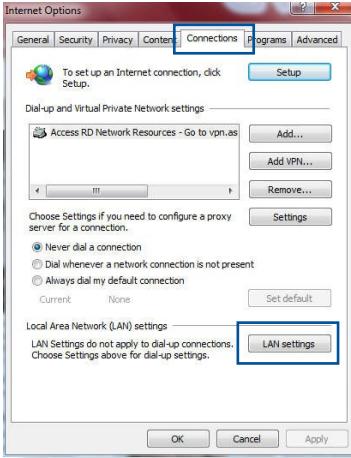 Internet Options
General Security Privacy Content Connections Programs Advanced
To set up an Internet connection, click
Setup.
Setup
Dial-up and Virtual Private Network settings
Access RD Network Resources - Go to vpn.as
Add...
Add VPN...
Remove...
Choose Settings if you need to configure a proxy
server for a connection.
Settings
Never dial a connection
Dial whenever a network connection is not present
Always dial my default connection
Current None
Set default
Local Area Network (LAN) settings
LAN Settings do not apply to dial-up connections.
Choose Settings above for dial-up settings.
LAN settings
OK Cancel Apply